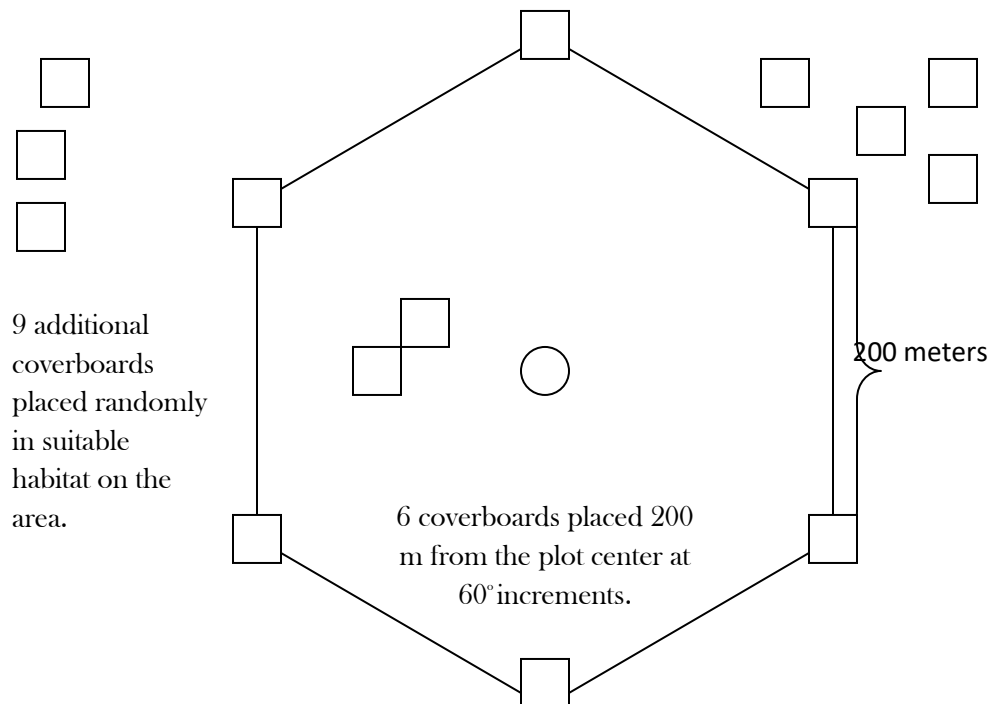 9 additional
coverboards
placed randomly
in suitable
habitat on the
area.
200 meters
6 coverboards placed 200
m from the plot center at
60° increments.